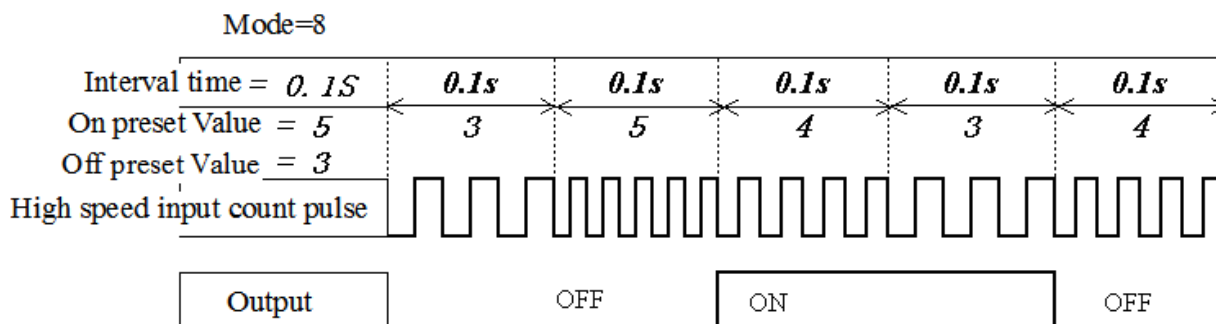 Mode=8
Interval time = 0.1S 0.1s 0.1s 0.1s 0.1s 0.1s
On preset Value = 5 3 5 4 3 4
Off preset Value = 3
High speed input count pulse
Output OFF ON OFF